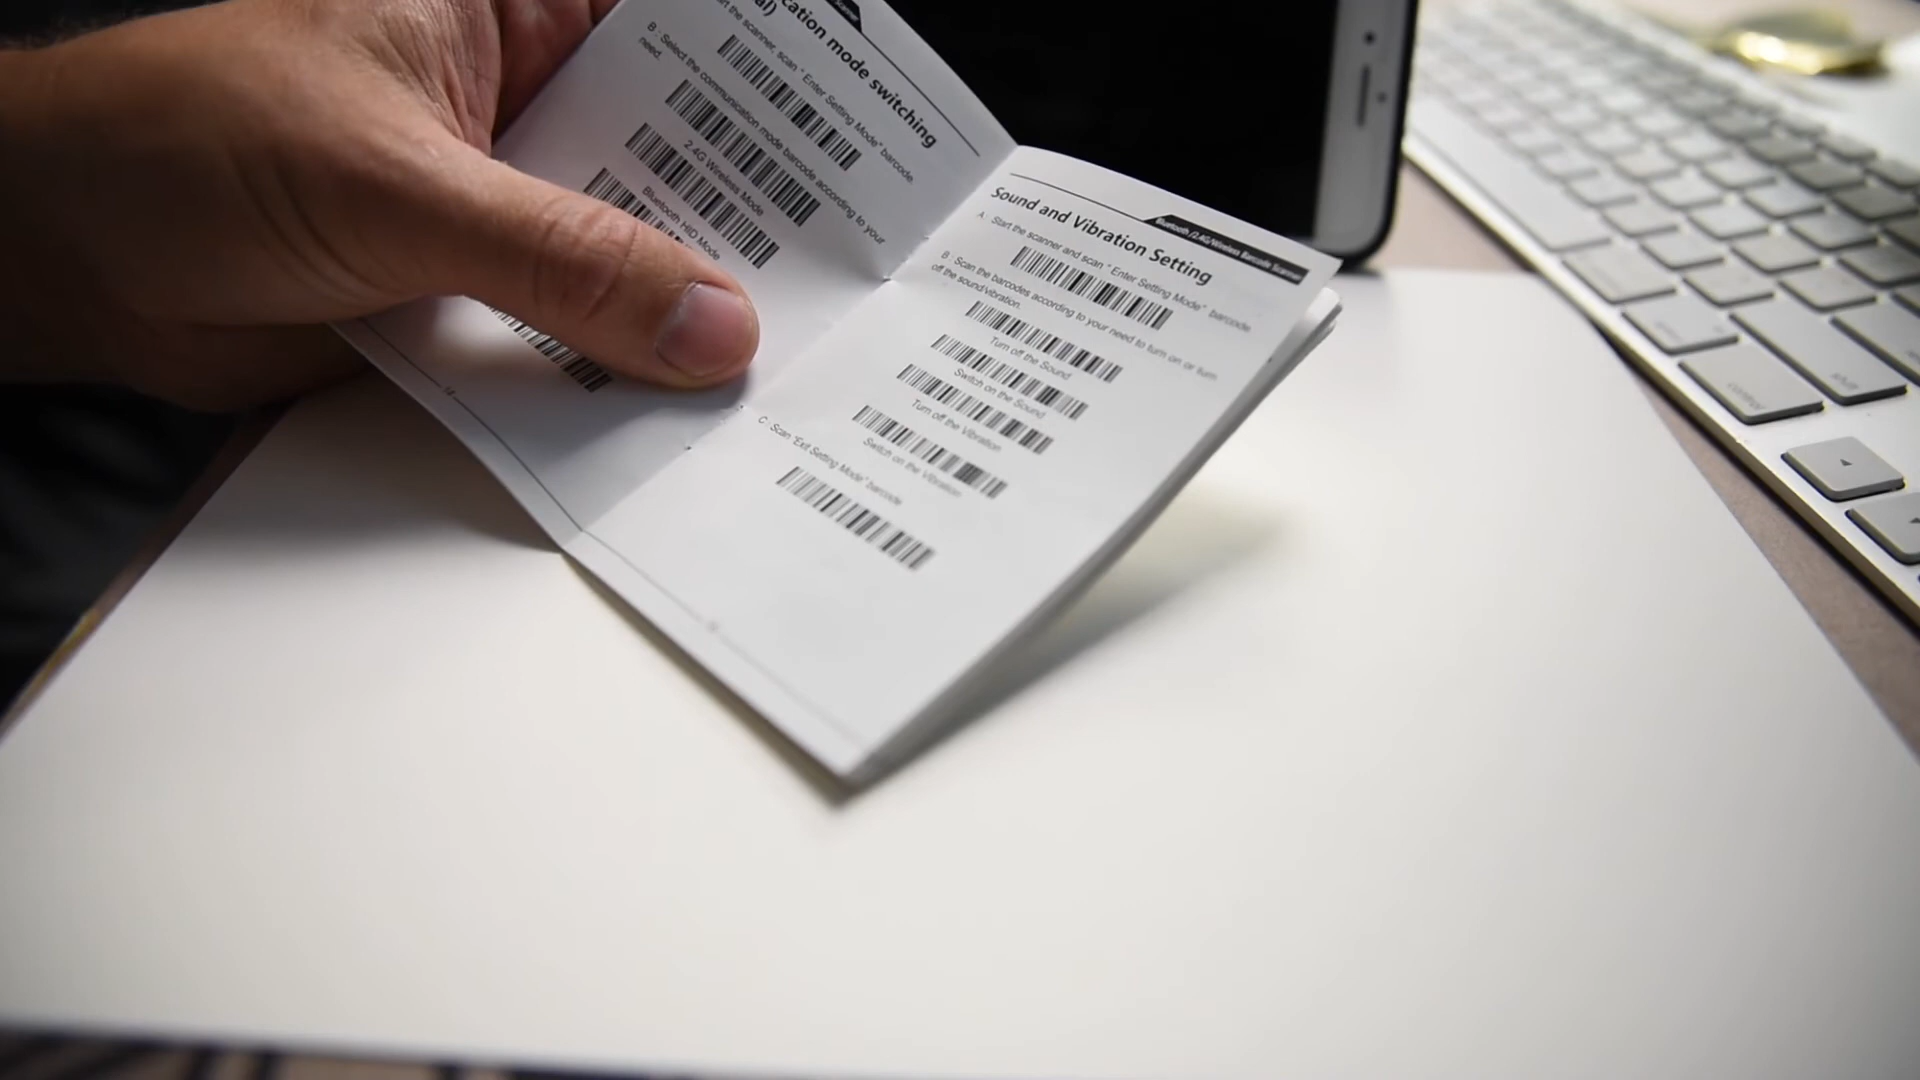 cation mode switching
al)
the scanner, scan " Enter Setting Mode" barcode.
B : Select the communication mode barcode according to your
need.
2.4G Wireless Mode
Bluetooth HID Mode
14
Bluetooth /2.4G/Wireless Barcode Scanner
Sound and Vibration Setting
A : Start the scanner and scan " Enter Setting Mode" barcode.
B : Scan the barcodes according to your need to turn on or turn
off the sound/vibration.
Turn off the Sound
Switch on the Sound
Turn off the Vibration
Switch on the Vibration
C : Scan "Exit Setting Mode" barcode